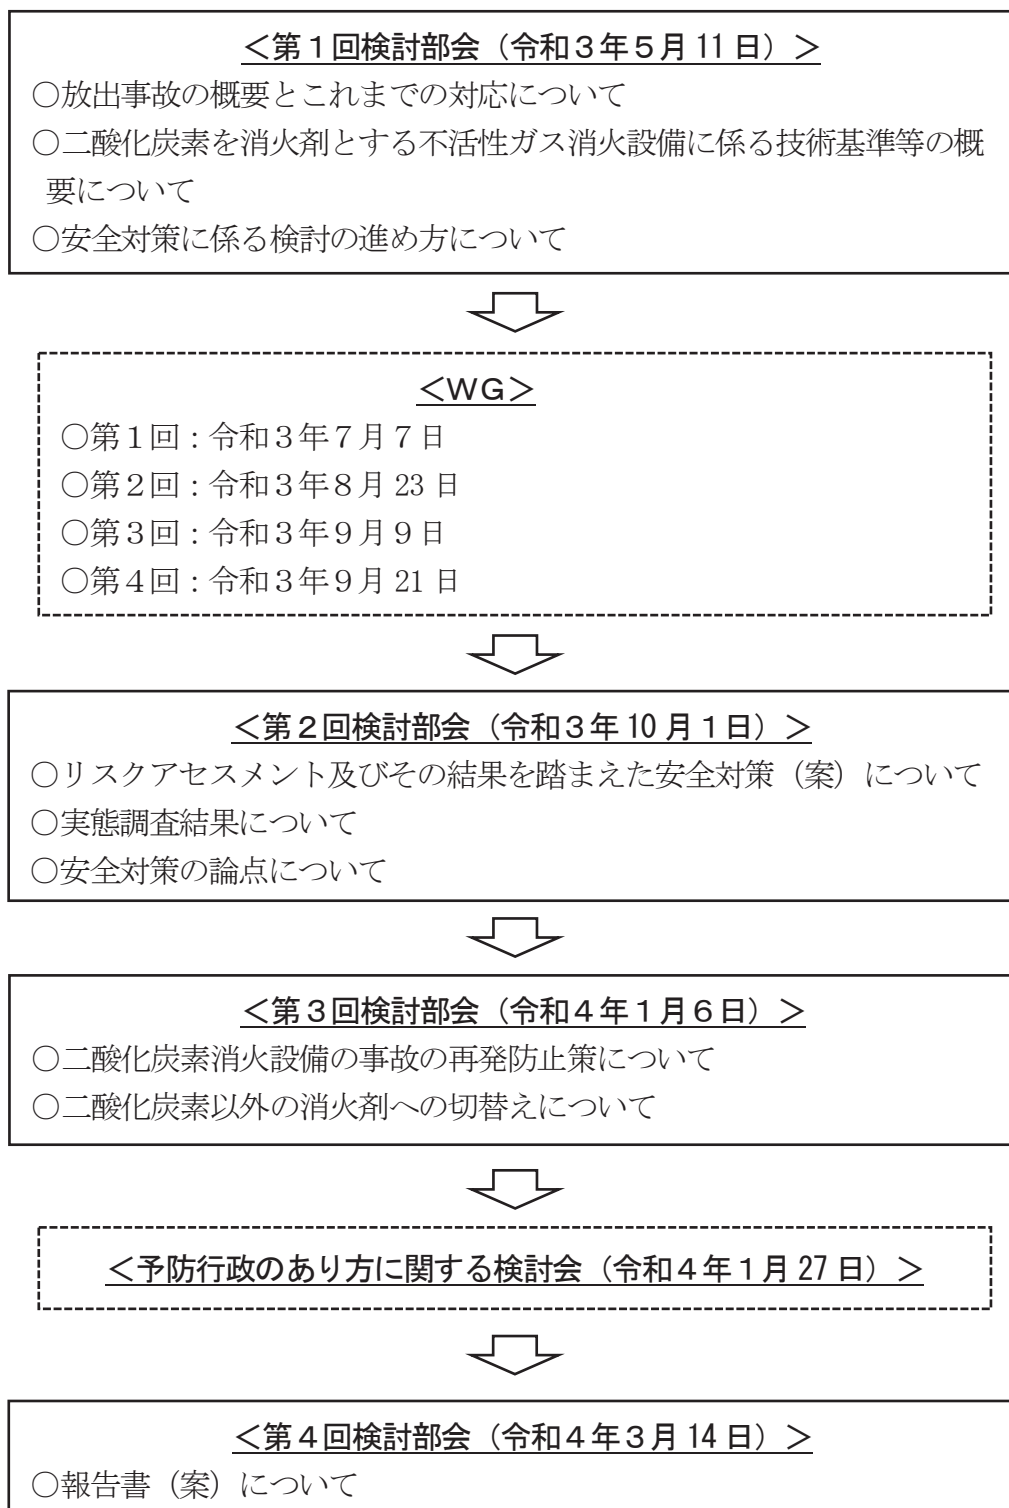 ＜第１回検討部会（令和３年５月 11 日）＞
○放出事故の概要とこれまでの対応について
○二酸化炭素を消火剤とする不活性ガス消火設備に係る技術基準等の概
要について
○安全対策に係る検討の進め方について
＜ＷＧ＞
○第１回：令和３年７月７日
○第２回：令和３年８月 23 日
○第３回：令和３年９月９日
○第４回：令和３年９月 21 日
＜第２回検討部会（令和３年 10 月１日）＞
○リスクアセスメント及びその結果を踏まえた安全対策（案）について
○実態調査結果について
○安全対策の論点について
＜第３回検討部会（令和４年１月６日）＞
○二酸化炭素消火設備の事故の再発防止策について
○二酸化炭素以外の消火剤への切替えについて
＜予防行政のあり方に関する検討会（令和４年１月 27 日）＞
＜第４回検討部会（令和４年３月 14 日）＞
○報告書（案）について